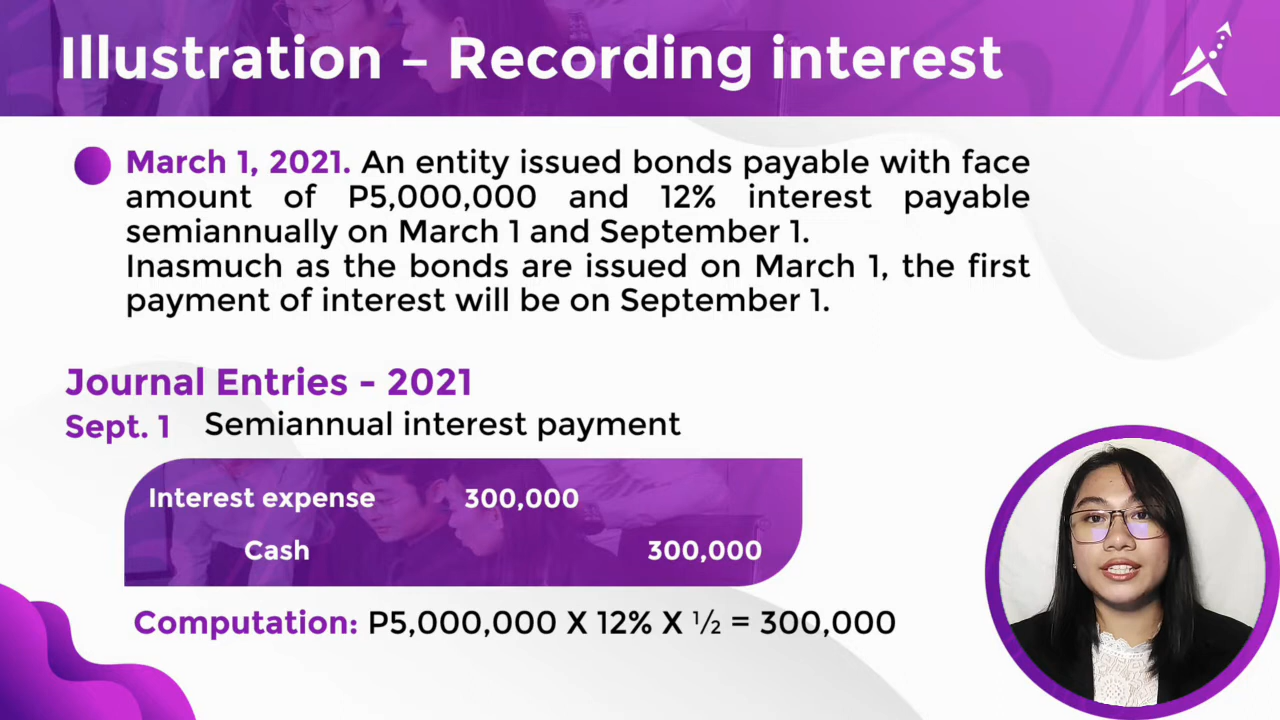 Illustration – Recording interest
March 1, 2021. An entity issued bonds payable with face
amount of P5,000,000 and 12% interest payable
semiannually on March 1 and September 1.
Inasmuch as the bonds are issued on March 1, the first
payment of interest will be on September 1.
Journal Entries - 2021
Sept. 1 Semiannual interest payment
Interest expense 300,000
Cash 300,000
Computation: P5,000,000 X 12% X ½ = 300,000